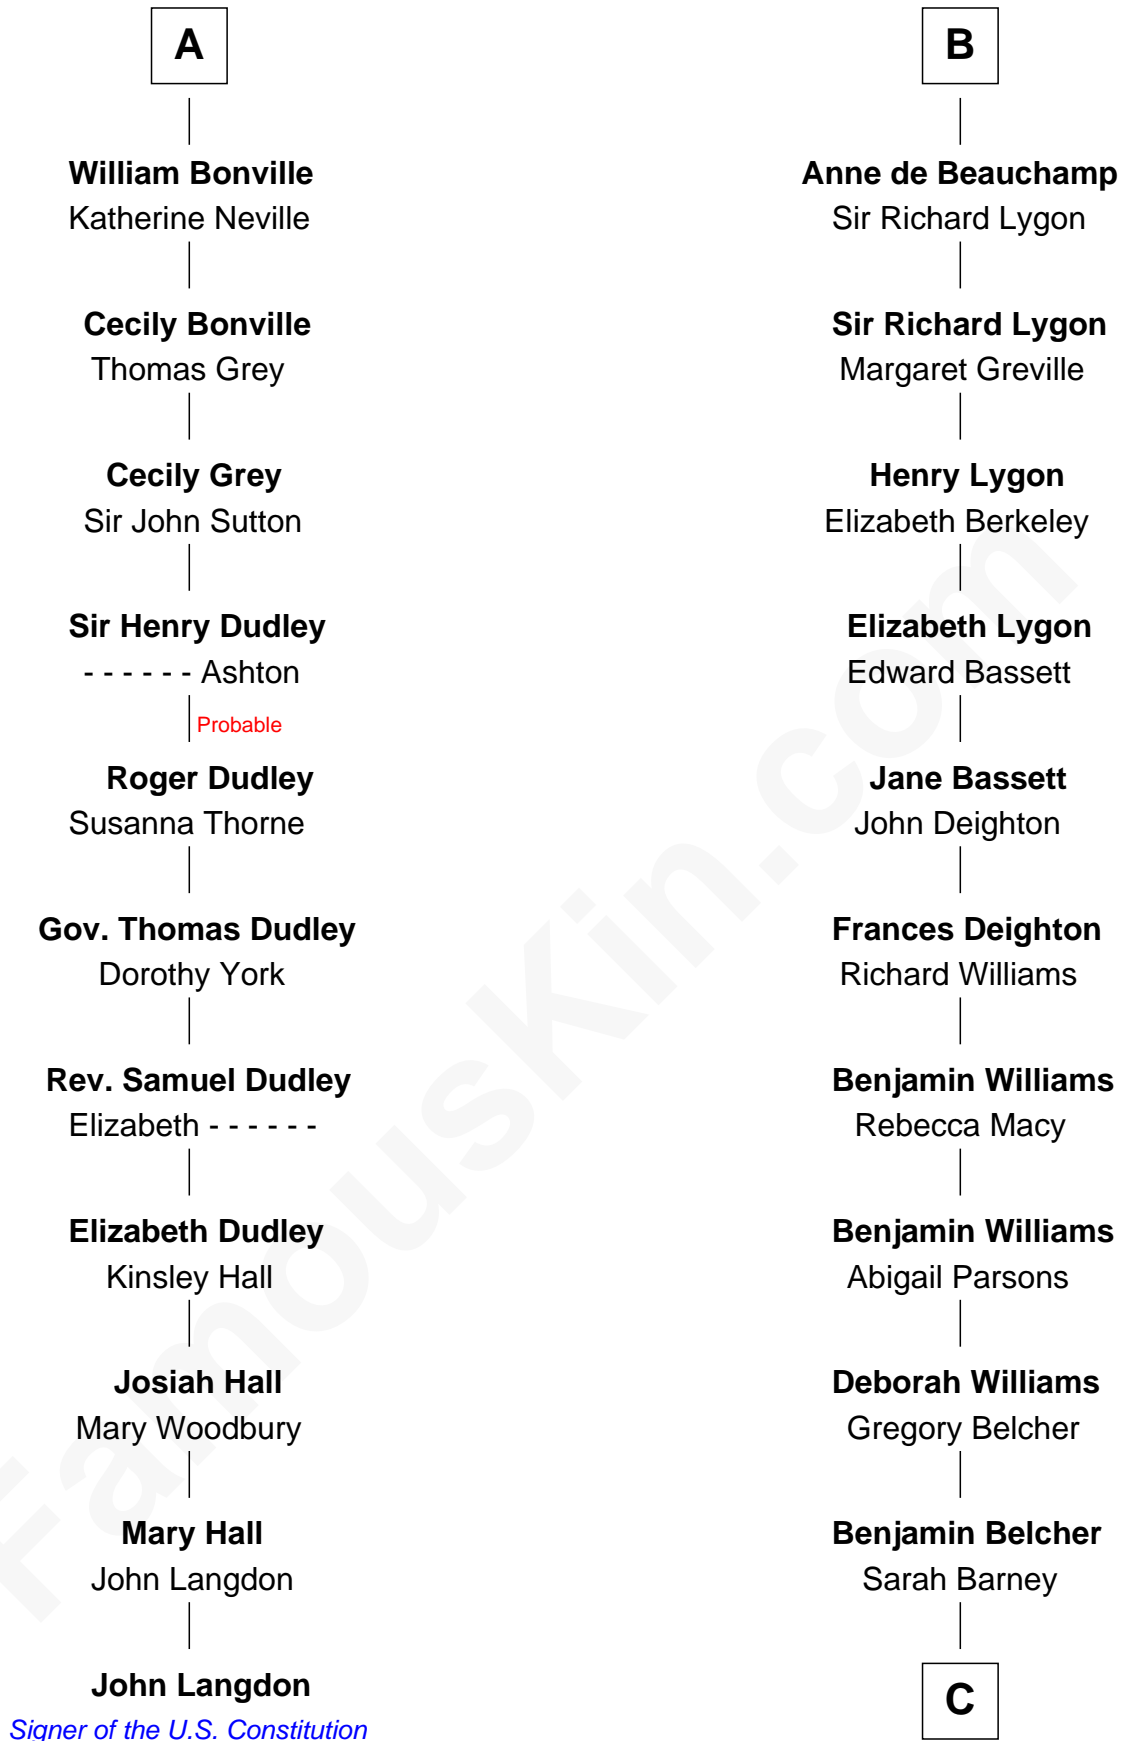 A
William Bonville
Katherine Neville
Cecily Bonville
Thomas Grey
Cecily Grey
Sir John Sutton
Sir Henry Dudley
- - - - - - Ashton
Probable
Roger Dudley
Susanna Thorne
Gov. Thomas Dudley
Dorothy York
Rev. Samuel Dudley
Elizabeth - - - - - -
Elizabeth Dudley
Kinsley Hall
Josiah Hall
Mary Woodbury
Mary Hall
John Langdon
John Langdon
Signer of the U.S. Constitution
B
Anne de Beauchamp
Sir Richard Lygon
Sir Richard Lygon
Margaret Greville
Henry Lygon
Elizabeth Berkeley
Elizabeth Lygon
Edward Bassett
Jane Bassett
John Deighton
Frances Deighton
Richard Williams
Benjamin Williams
Rebecca Macy
Benjamin Williams
Abigail Parsons
Deborah Williams
Gregory Belcher
Benjamin Belcher
Sarah Barney
C
FamousKin.com